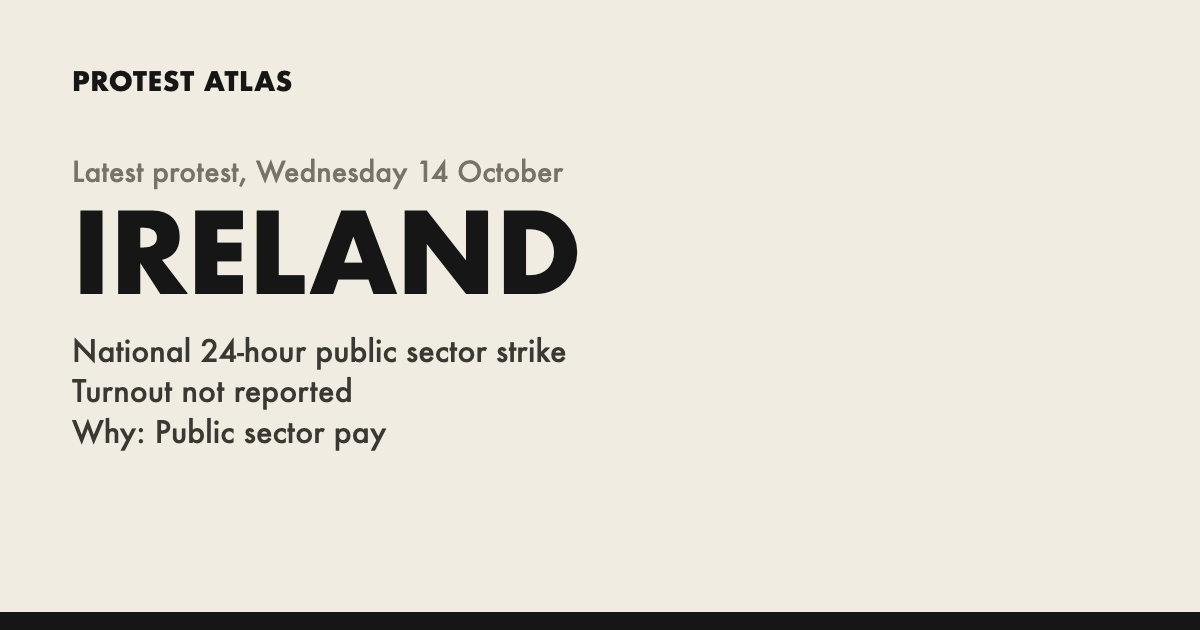 PROTEST ATLAS
Latest protest, Wednesday 14 October
IRELAND
National 24-hour public sector strike
Turnout not reported
Why: Public sector pay